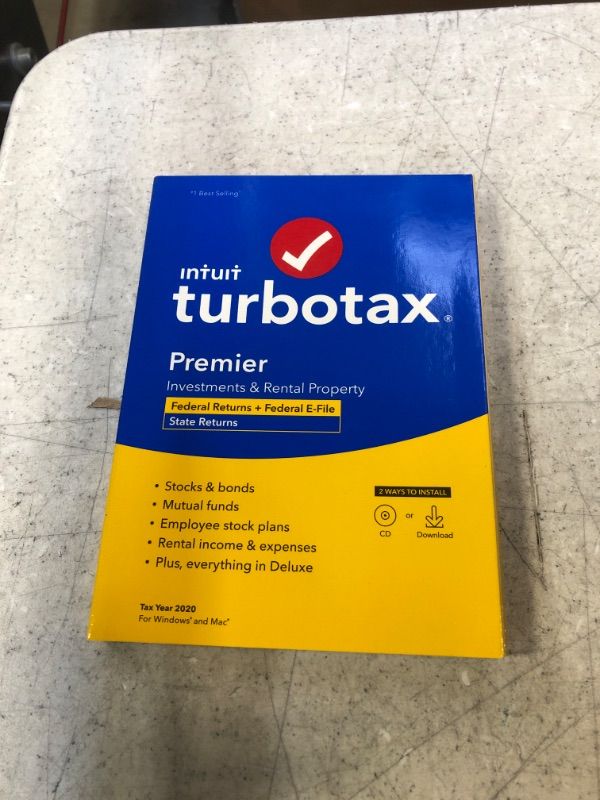 #1 Best Selling
intuit
turbotax®
Premier
Investments & Rental Property
Federal Returns + Federal E-File
State Returns
• Stocks & bonds
• Mutual funds
• Employee stock plans
• Rental income & expenses
• Plus, everything in Deluxe
2 WAYS TO INSTALL
CD or Download
Tax Year 2020
For Windows® and Mac®